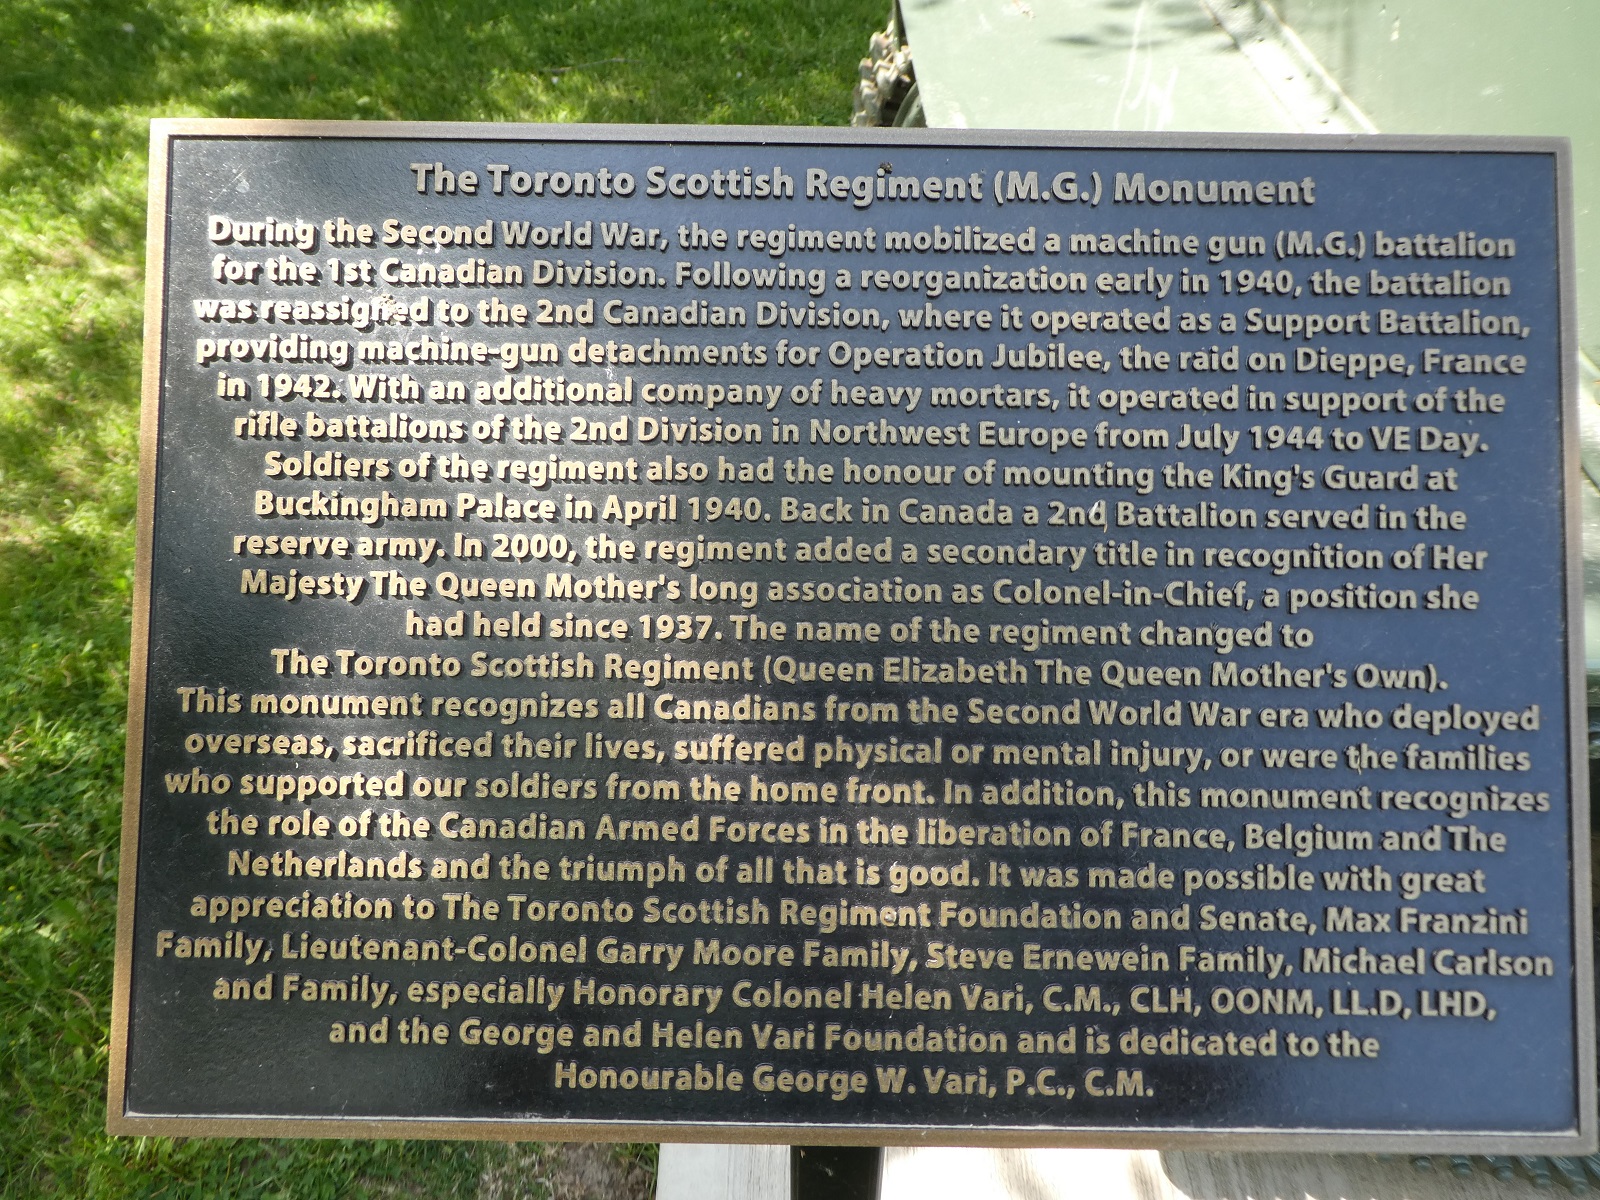 The Toronto Scottish Regiment (M.G.) Monument
During the Second World War, the regiment mobilized a machine gun (M.G.) battalion
for the 1st Canadian Division. Following a reorganization early in 1940, the battalion
was reassigned to the 2nd Canadian Division, where it operated as a Support Battalion,
providing machine-gun detachments for Operation Jubilee, the raid on Dieppe, France
in 1942. With an additional company of heavy mortars, it operated in support of the
rifle battalions of the 2nd Division in Northwest Europe from July 1944 to VE Day.
Soldiers of the regiment also had the honour of mounting the King's Guard at
Buckingham Palace in April 1940. Back in Canada a 2nd Battalion served in the
reserve army. In 2000, the regiment added a secondary title in recognition of Her
Majesty The Queen Mother's long association as Colonel-in-Chief, a position she
had held since 1937. The name of the regiment changed to
The Toronto Scottish Regiment (Queen Elizabeth The Queen Mother's Own).
This monument recognizes all Canadians from the Second World War era who deployed
overseas, sacrificed their lives, suffered physical or mental injury, or were the families
who supported our soldiers from the home front. In addition, this monument recognizes
the role of the Canadian Armed Forces in the liberation of France, Belgium and The
Netherlands and the triumph of all that is good. It was made possible with great
appreciation to The Toronto Scottish Regiment Foundation and Senate, Max Franzini
Family, Lieutenant-Colonel Garry Moore Family, Steve Ernewein Family, Michael Carlson
and Family, especially Honorary Colonel Helen Vari, C.M., CLH, OONM, LL.D, LHD,
and the George and Helen Vari Foundation and is dedicated to the
Honourable George W. Vari, P.C., C.M.